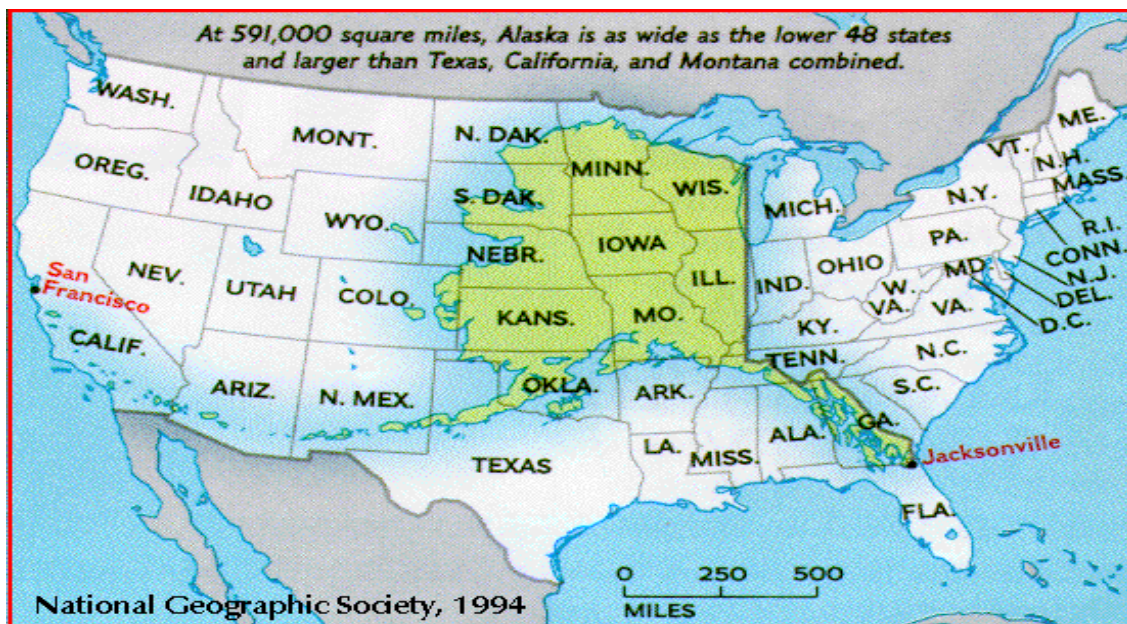 At 591,000 square miles, Alaska is as wide as the lower 48 states
and larger than Texas, California, and Montana combined.
WASH.
MONT.
N. DAK.
MINN.
ME.
VT.
N.H.
OREG.
IDAHO
S. DAK.
WIS.
MICH.
N.Y.
MASS.
WYO.
R.I.
NEBR.
IOWA
PA.
CONN.
San
Francisco
NEV.
UTAH
COLO.
ILL.
IND.
OHIO
MD.
N.J.
W.
VA.
VA.
DEL.
D.C.
KANS.
MO.
KY.
CALIF.
ARIZ.
N. MEX.
OKLA.
ARK.
TENN.
N.C.
S.C.
TEXAS
LA.
MISS.
ALA.
GA.
Jacksonville
FLA.
0 250 500
MILES
National Geographic Society, 1994